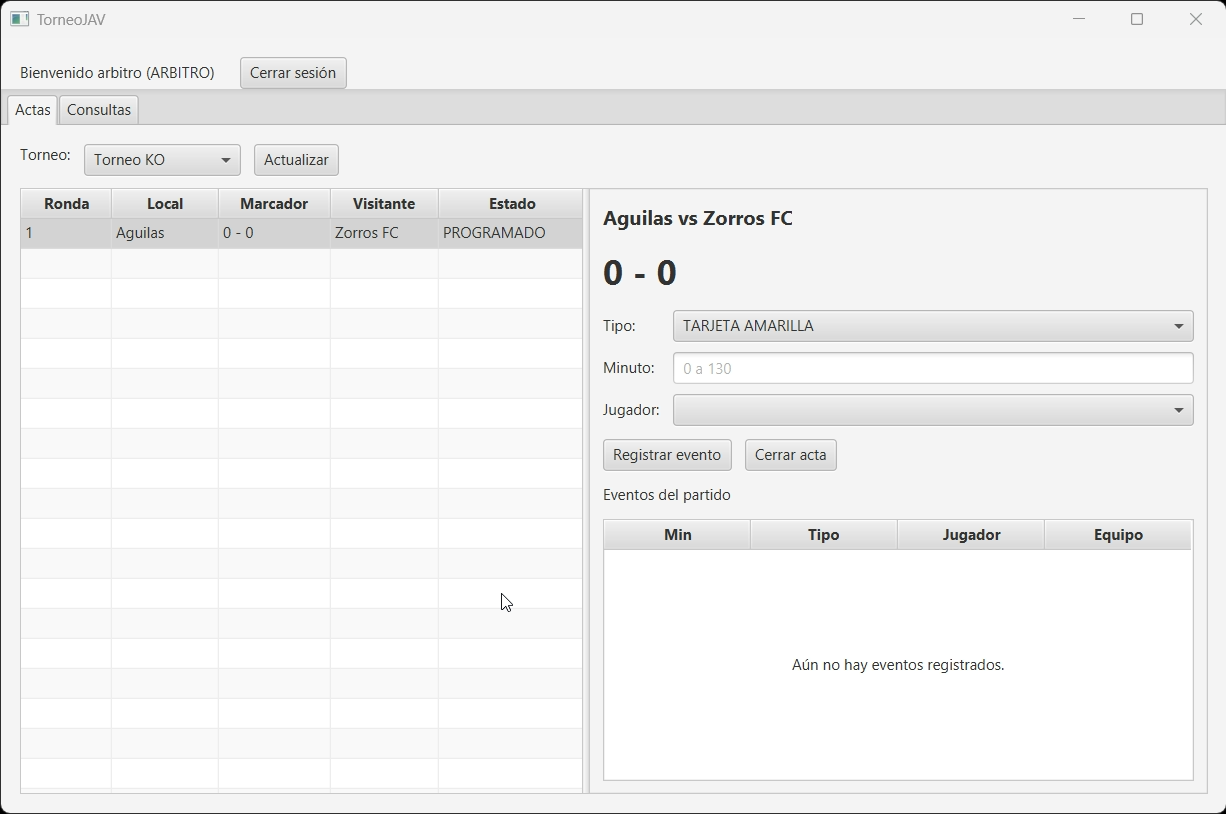 TorneoJAV
Bienvenido arbitro (ARBITRO) Cerrar sesión
Actas Consultas
Torneo: Torneo KO Actualizar
Ronda Local Marcador Visitante Estado
1 Aguilas 0 - 0 Zorros FC PROGRAMADO
Aguilas vs Zorros FC
0 - 0
Tipo: TARJETA AMARILLA
Minuto: 0 a 130
Jugador:
Registrar evento Cerrar acta
Eventos del partido
Min Tipo Jugador Equipo
Aún no hay eventos registrados.